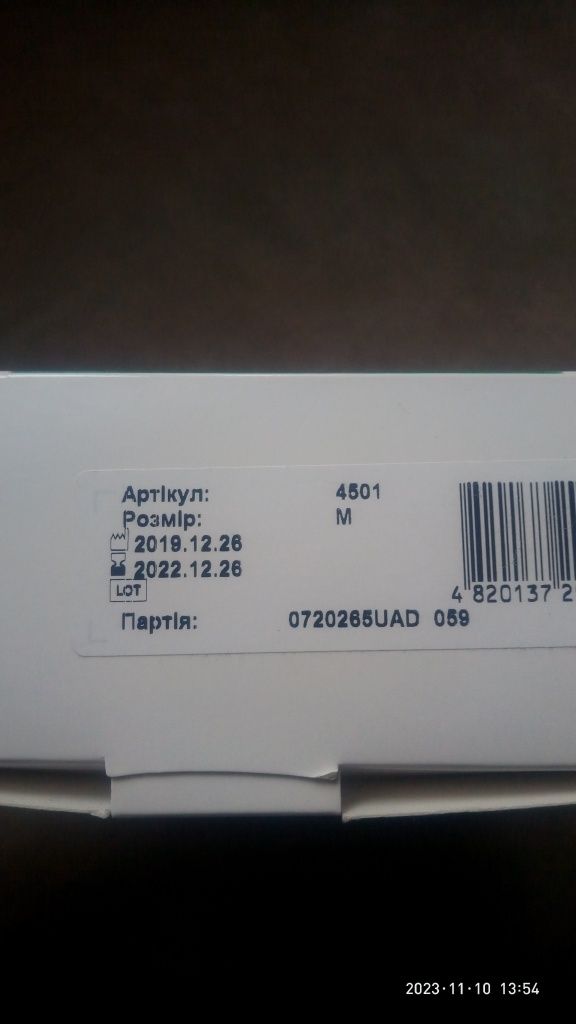 Артікул: 4501
Розмір: M
2019.12.26
2022.12.26
LOT
Партія: 0720265UAD 059
4 820137 2
2023·11·10 13:54